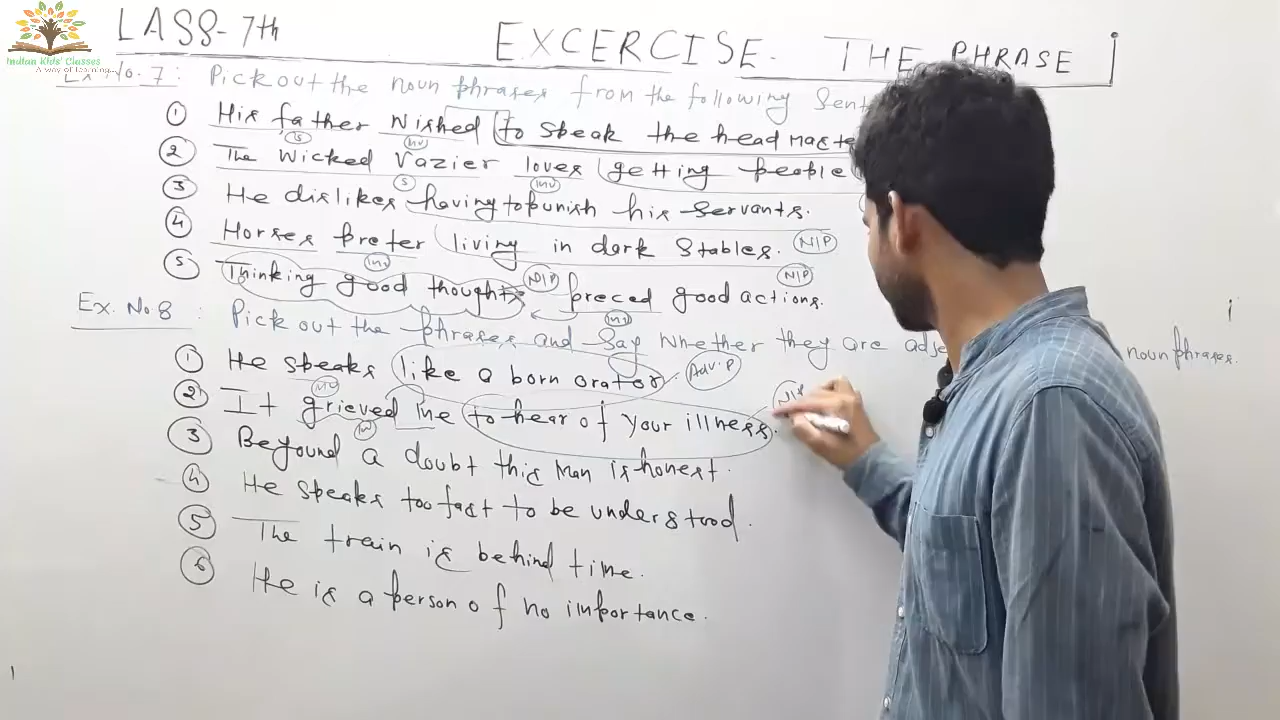 LASS- 7th
EXCERCISE. THE PHRASE
Indian Kids' Classes
A way of learning...
Ex. No. 7 : Pick out the noun phrases from the following Sent
① His father wished to speak the head maste
② The wicked vazier loves getting people
③ He dislikes having to punish his servants.
④ Horses prefer living in dark stables. N/P
⑤ Thinking good thoughts N/P preced good actions. N/P
Ex. No 8 : Pick out the phrases and Say Whether they are adje noun phrases.
① He speaks like a born orator. Adv.P
② It grieved me to hear of your illness. N/P
③ Beyound a doubt this man is honest.
④ He speaks too fast to be understood.
⑤ The train is behind time.
⑥ He is a person of no importance.